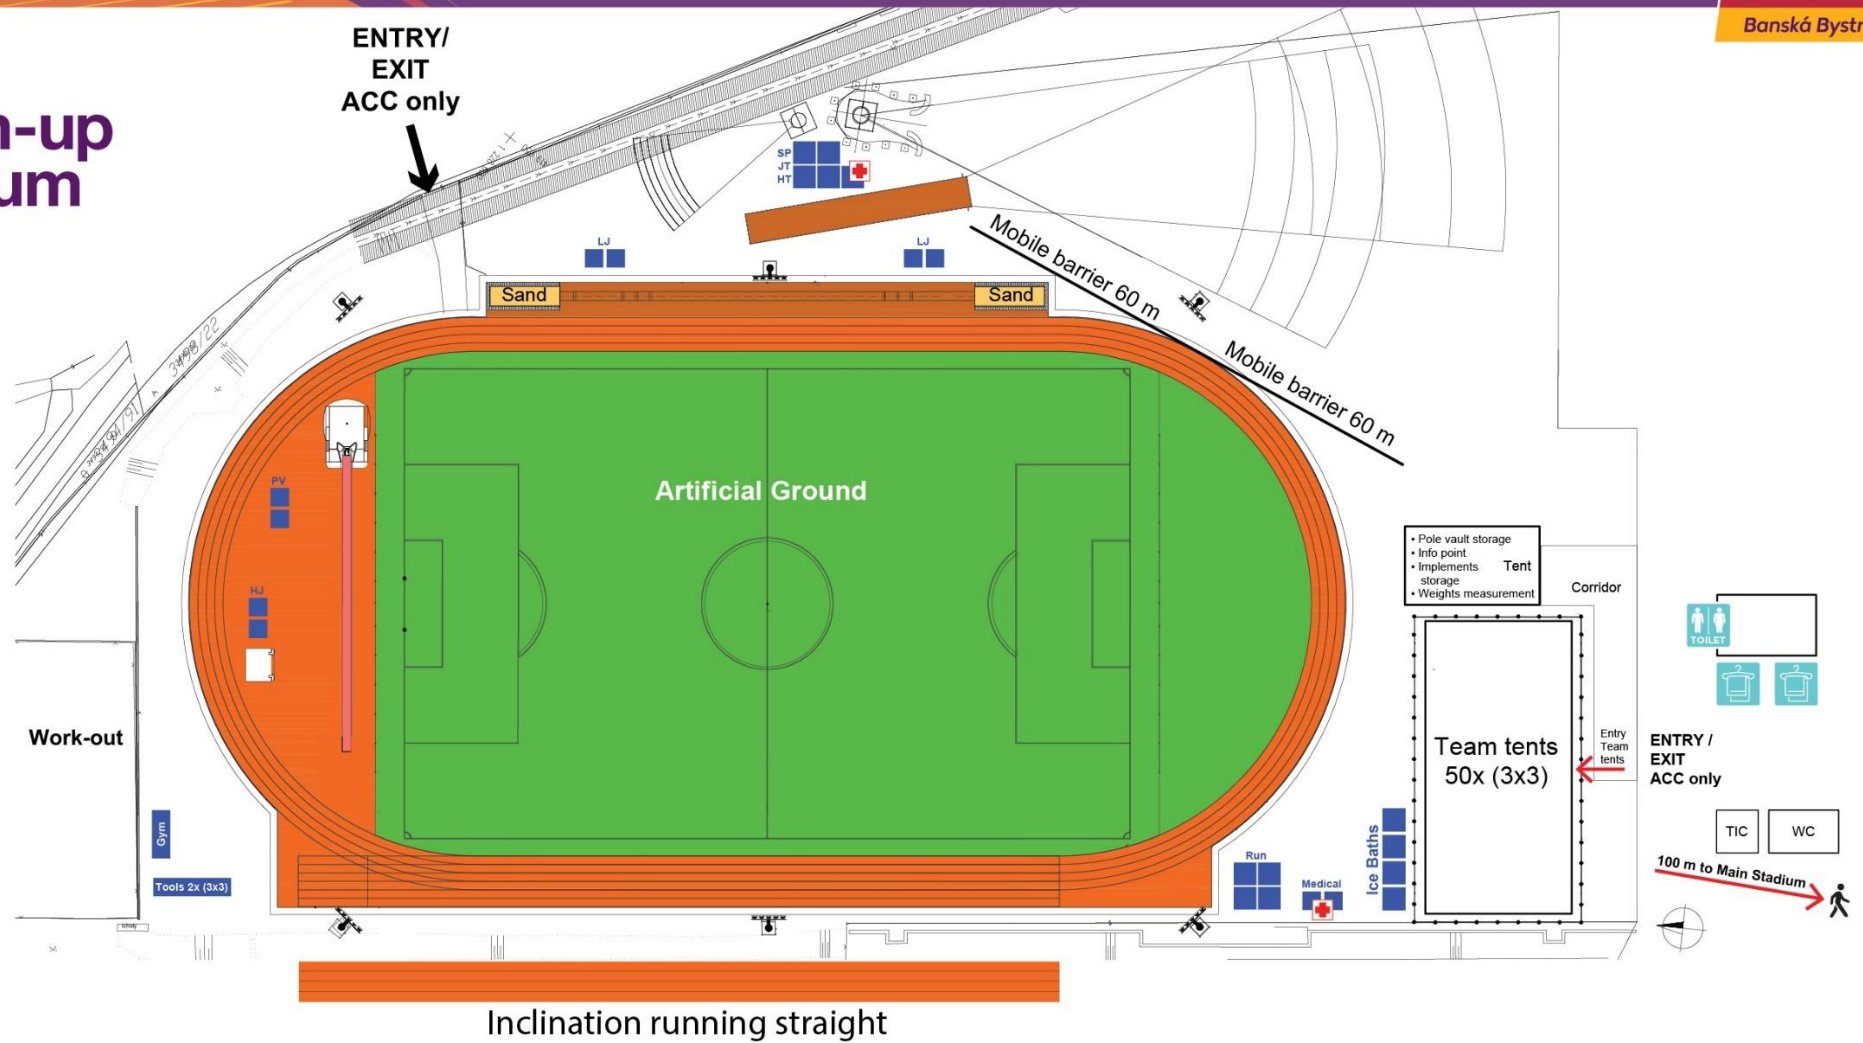 Banská Bystr
n-up
um
ENTRY/
EXIT
ACC only
SP
JT
HT
LJ
LJ
Mobile barrier 60 m
Mobile barrier 60 m
Sand
Sand
3498/22
PV
HJ
Artificial Ground
• Pole vault storage
• Info point
• Implements
storage
• Weights measurement
Tent
Corridor
TOILET
Work-out
Team tents
50x (3x3)
Entry
Team
tents
ENTRY /
EXIT
ACC only
Gym
Tools 2x (3x3)
Run
Medical
Ice Baths
TIC
WC
100 m to Main Stadium
Inclination running straight